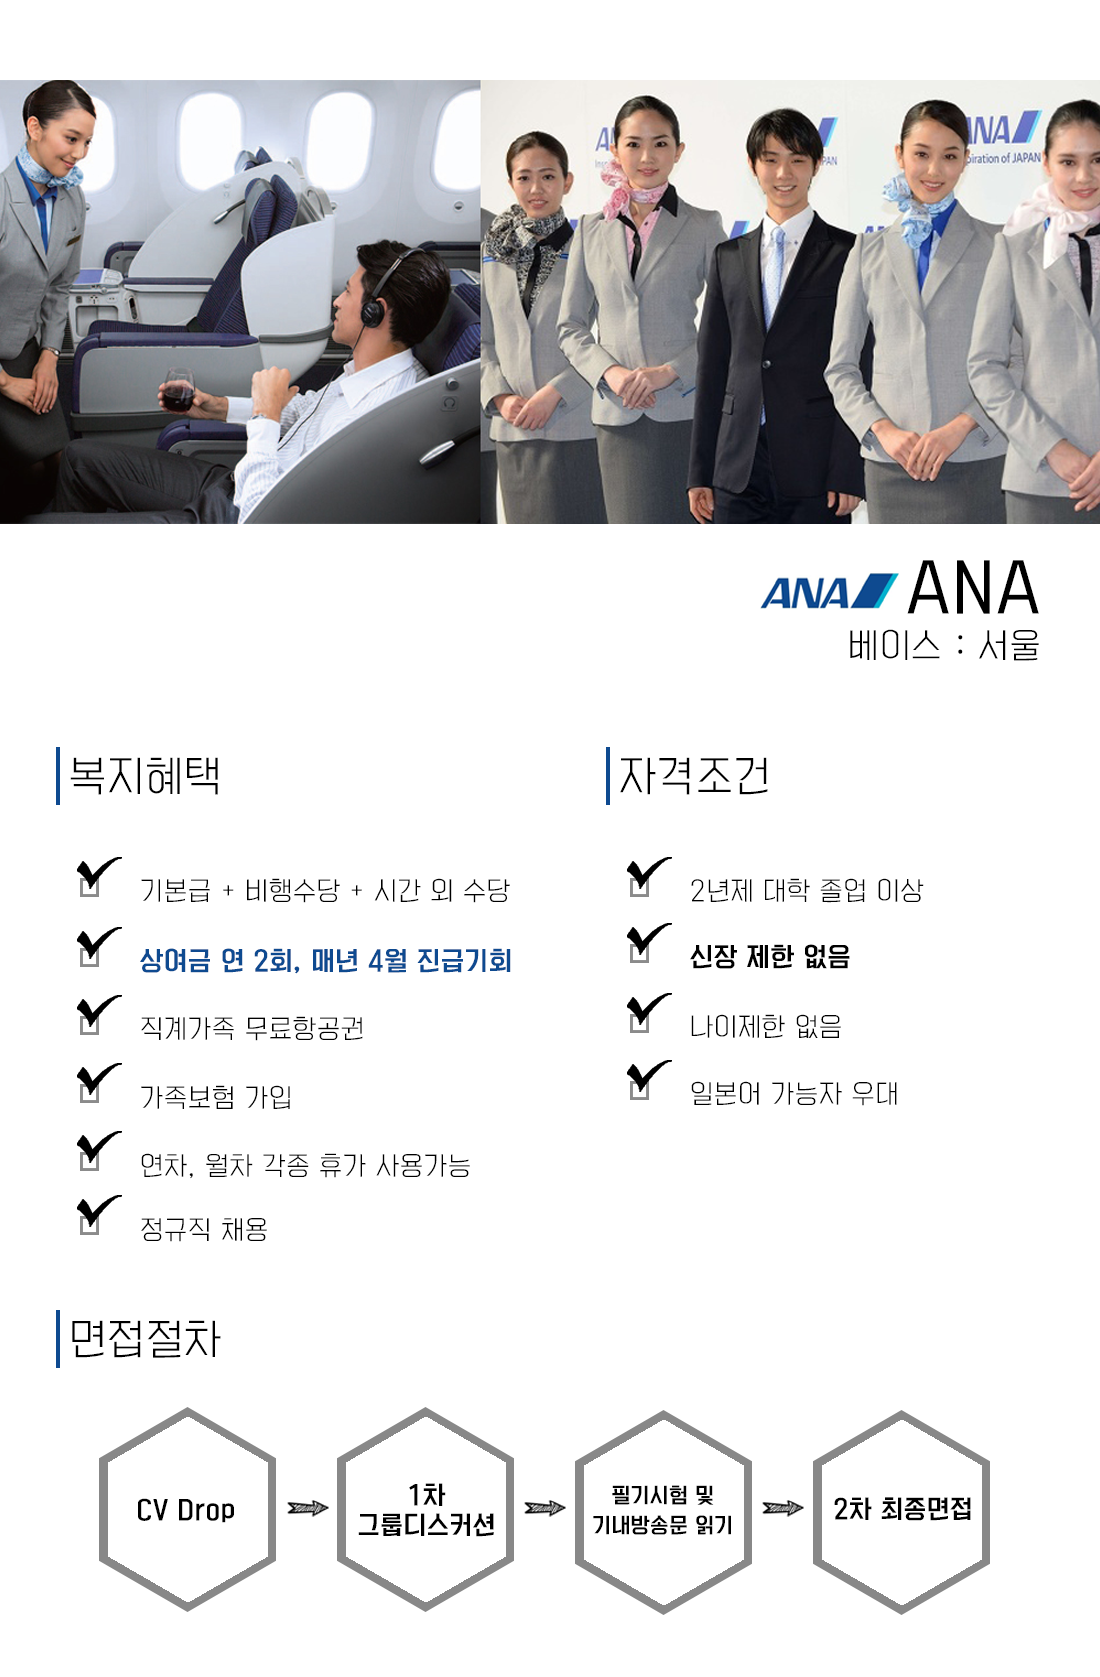 ANA
Inspiration of JAPAN
ANA ANA
베이스 : 서울
복지혜택
기본급 + 비행수당 + 시간 외 수당
상여금 연 2회, 매년 4월 진급기회
직계가족 무료항공권
가족보험 가입
연차, 월차 각종 휴가 사용가능
정규직 채용
자격조건
2년제 대학 졸업 이상
신장 제한 없음
나이제한 없음
일본어 가능자 우대
면접절차
CV Drop
1차
그룹디스커션
필기시험 및
기내방송문 읽기
2차 최종면접